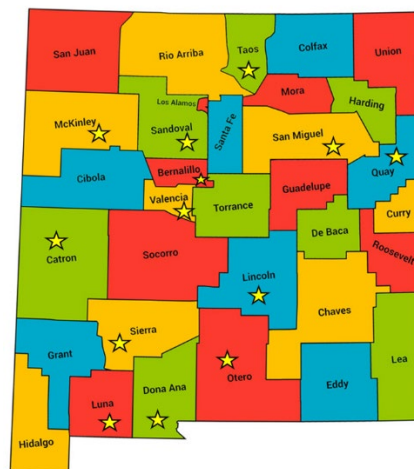 San Juan
Rio Arriba
Taos
Colfax
Union
Mora
Harding
Los Alamos
McKinley
Sandoval
Santa Fe
San Miguel
Quay
Cibola
Bernalillo
Valencia
Torrance
Guadelupe
Curry
De Baca
Roosevelt
Catron
Socorro
Lincoln
Chaves
Sierra
Grant
Otero
Dona Ana
Luna
Eddy
Lea
Hidalgo